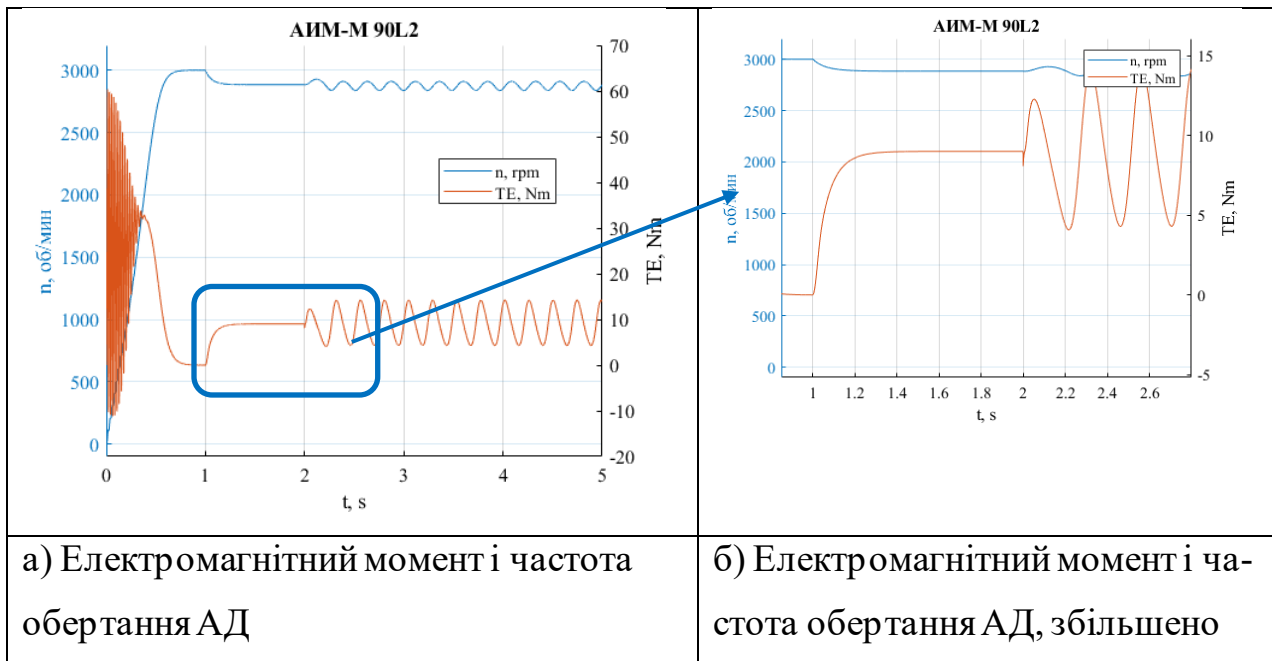 АИМ-М 90L2
n, об/мин
3000
2500
2000
1500
1000
500
0
70
60
50
40
30
20
10
0
-10
-20
TE, Nm
n, rpm
TE, Nm
0
1
2
3
4
5
t, s
АИМ-М 90L2
n, об/мин
3000
2500
2000
1500
1000
500
0
15
10
5
0
-5
TE, Nm
n, rpm
TE, Nm
1
1.2
1.4
1.6
1.8
2
2.2
2.4
2.6
t, s
а) Електромагнітний момент і частота
обертання АД
б) Електромагнітний момент і ча-
стота обертання АД, збільшено